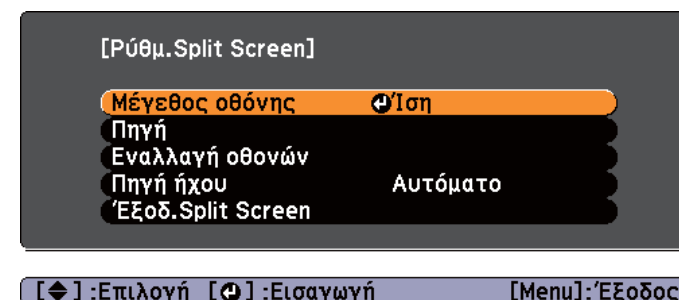 [Ρύθμ.Split Screen]
Μέγεθος οθόνης Ίση
Πηγή
Εναλλαγή οθονών
Πηγή ήχου Αυτόματο
Έξοδ.Split Screen
[ ] :Επιλογή [ ] :Εισαγωγή [Menu]:Έξοδος